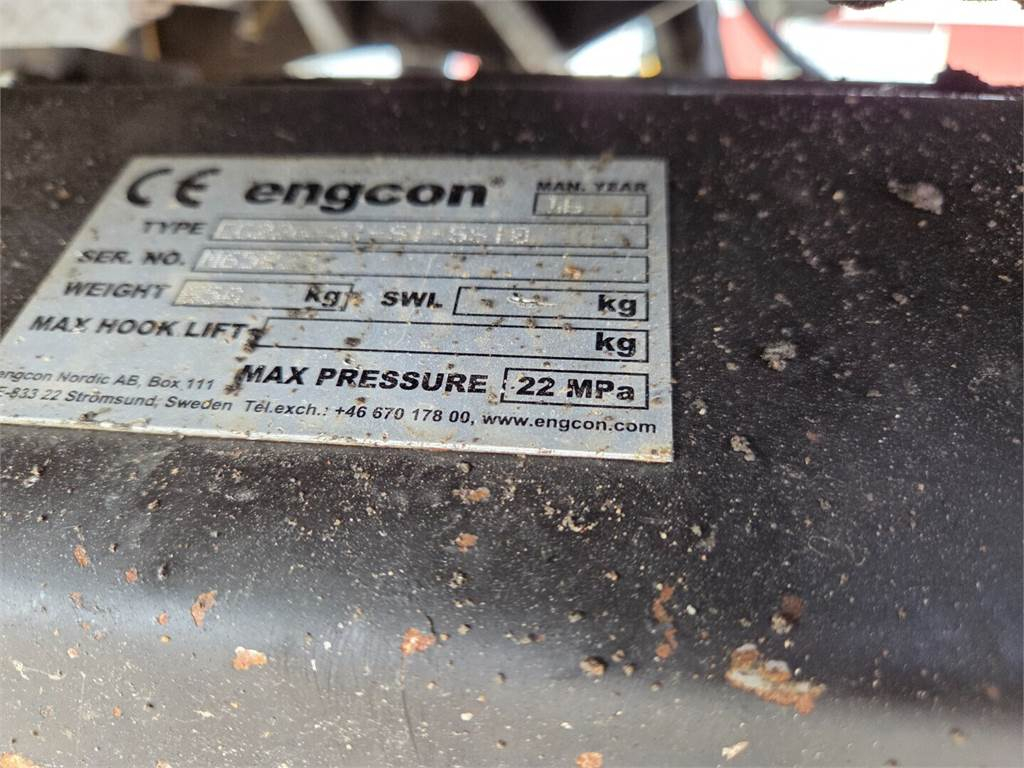 CE engcon® MAN. YEAR
TYPE
SER. NO.
WEIGHT kg SWL kg
MAX HOOK LIFT kg
MAX PRESSURE 22 MPa
engcon Nordic AB, Box 111
E-833 22 Strömsund, Sweden Tel.exch.: +46 670 178 00, www.engcon.com